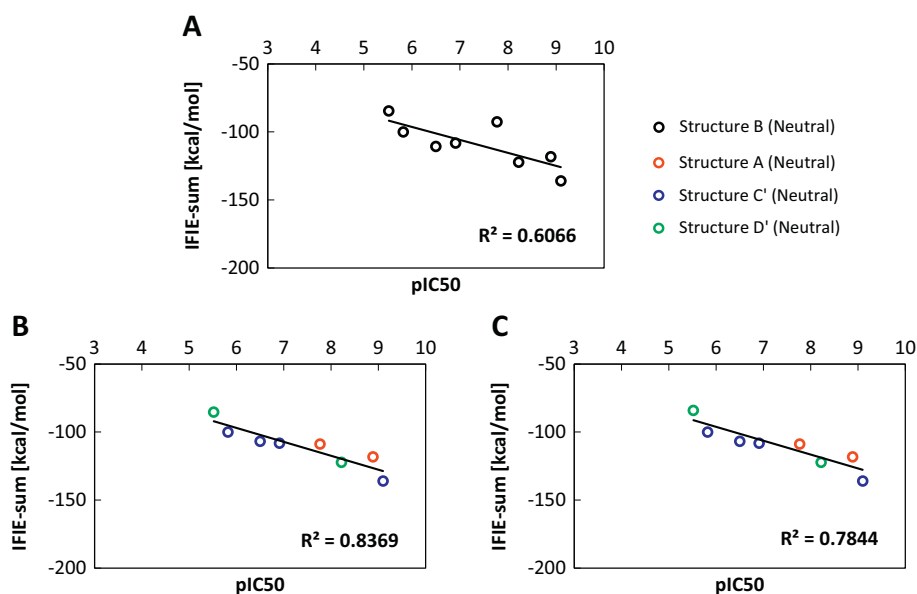 A
3 4 5 6 7 8 9 10
-50
-100
-150
-200
IFIE-sum [kcal/mol]
R² = 0.6066
pIC50
Structure B (Neutral)
Structure A (Neutral)
Structure C' (Neutral)
Structure D' (Neutral)
B
3 4 5 6 7 8 9 10
-50
-100
-150
-200
IFIE-sum [kcal/mol]
R² = 0.8369
pIC50
C
3 4 5 6 7 8 9 10
-50
-100
-150
-200
IFIE-sum [kcal/mol]
R² = 0.7844
pIC50